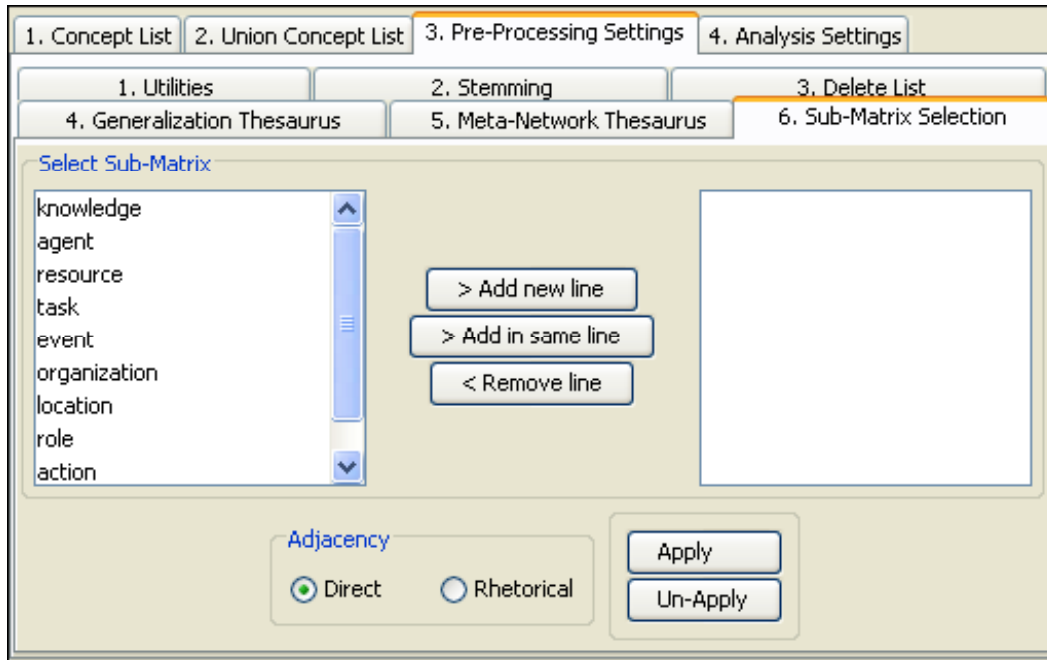 1. Concept List 2. Union Concept List 3. Pre-Processing Settings 4. Analysis Settings
1. Utilities 2. Stemming 3. Delete List
4. Generalization Thesaurus 5. Meta-Network Thesaurus 6. Sub-Matrix Selection
Select Sub-Matrix
knowledge
agent
resource
task
event
organization
location
role
action
> Add new line
> Add in same line
< Remove line
Adjacency
Direct Rhetorical
Apply
Un-Apply